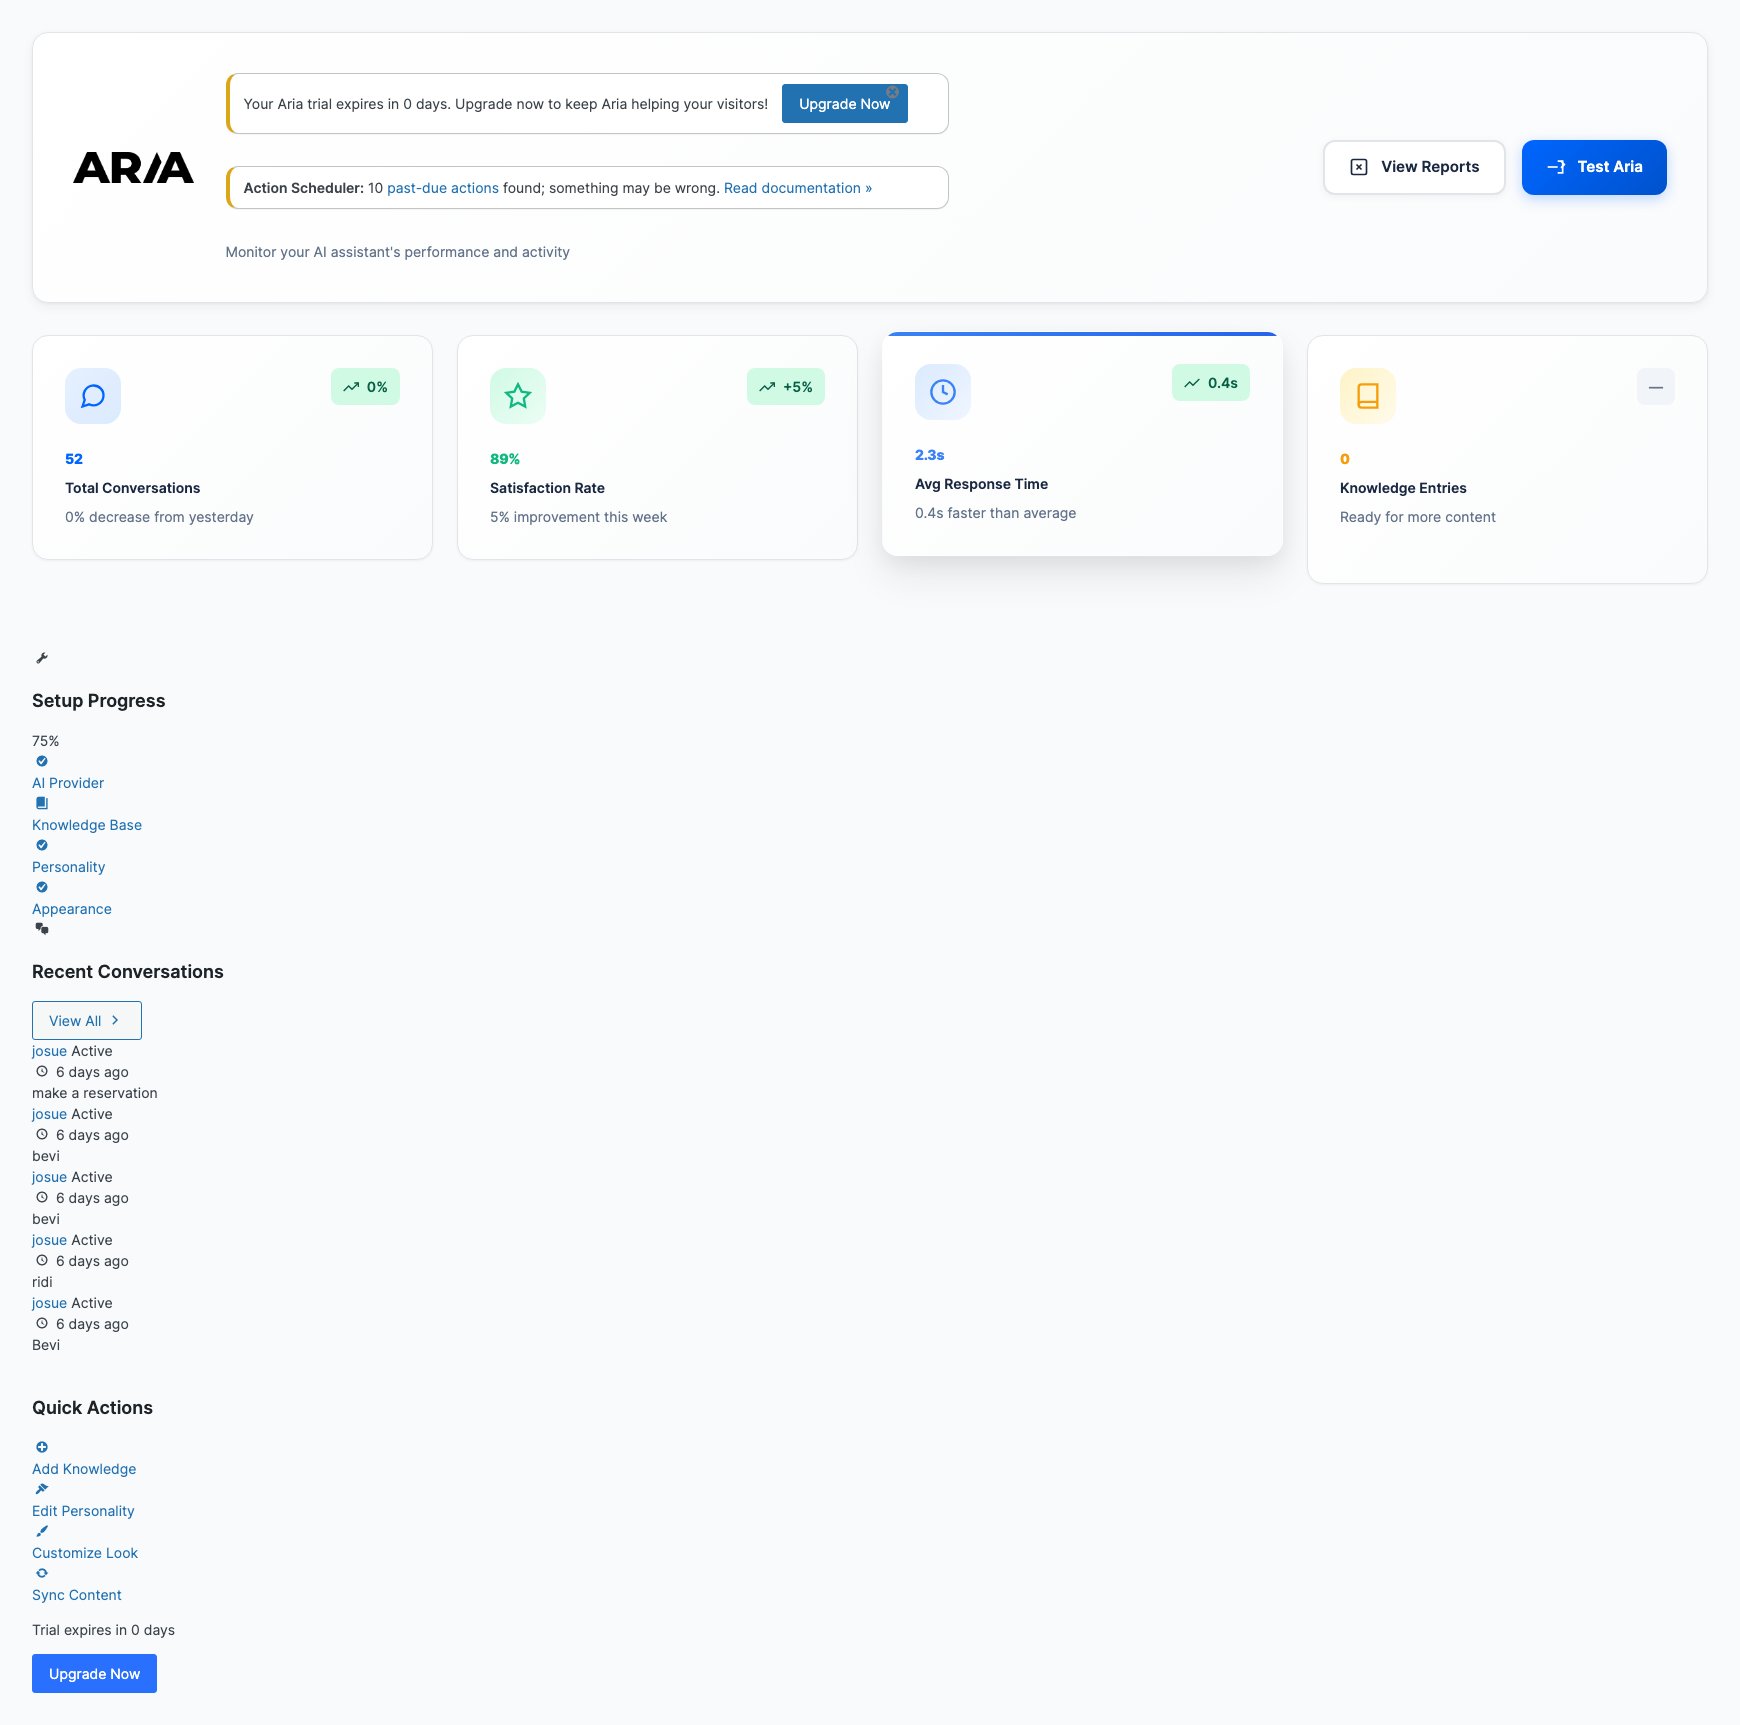 ARIA
Your Aria trial expires in 0 days. Upgrade now to keep Aria helping your visitors!
Upgrade Now
Action Scheduler: 10 past-due actions found; something may be wrong. Read documentation »
Monitor your AI assistant's performance and activity
View Reports
Test Aria
0%
52
Total Conversations
0% decrease from yesterday
+5%
89%
Satisfaction Rate
5% improvement this week
0.4s
2.3s
Avg Response Time
0.4s faster than average
0
Knowledge Entries
Ready for more content
Setup Progress
75%
AI Provider
Knowledge Base
Personality
Appearance
Recent Conversations
View All
josue Active
6 days ago
make a reservation
josue Active
6 days ago
bevi
josue Active
6 days ago
bevi
josue Active
6 days ago
ridi
josue Active
6 days ago
Bevi
Quick Actions
Add Knowledge
Edit Personality
Customize Look
Sync Content
Trial expires in 0 days
Upgrade Now